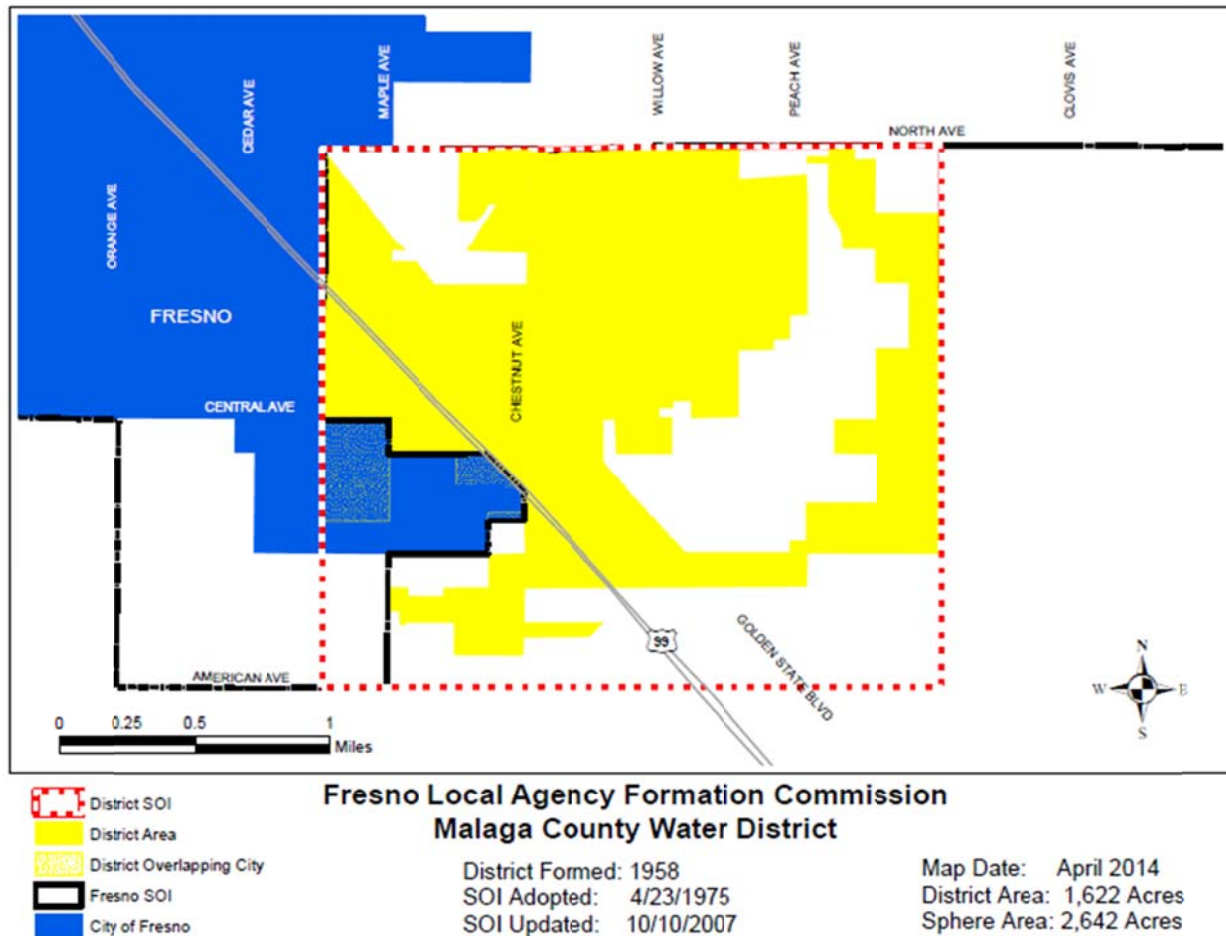 WILLOW AVE
PEACH AVE
CLOVIS AVE
MAPLE AVE
CEDAR AVE
NORTH AVE
ORANGE AVE
FRESNO
CHESTNUT AVE
CENTRAL AVE
99
GOLDEN STATE BLVD
AMERICAN AVE
N
W E
S
0 0.25 0.5 1
Miles
District SOI
District Area
District Overlapping City
Fresno SOI
City of Fresno
Fresno Local Agency Formation Commission
Malaga County Water District
District Formed: 1958
SOI Adopted: 4/23/1975
SOI Updated: 10/10/2007
Map Date: April 2014
District Area: 1,622 Acres
Sphere Area: 2,642 Acres